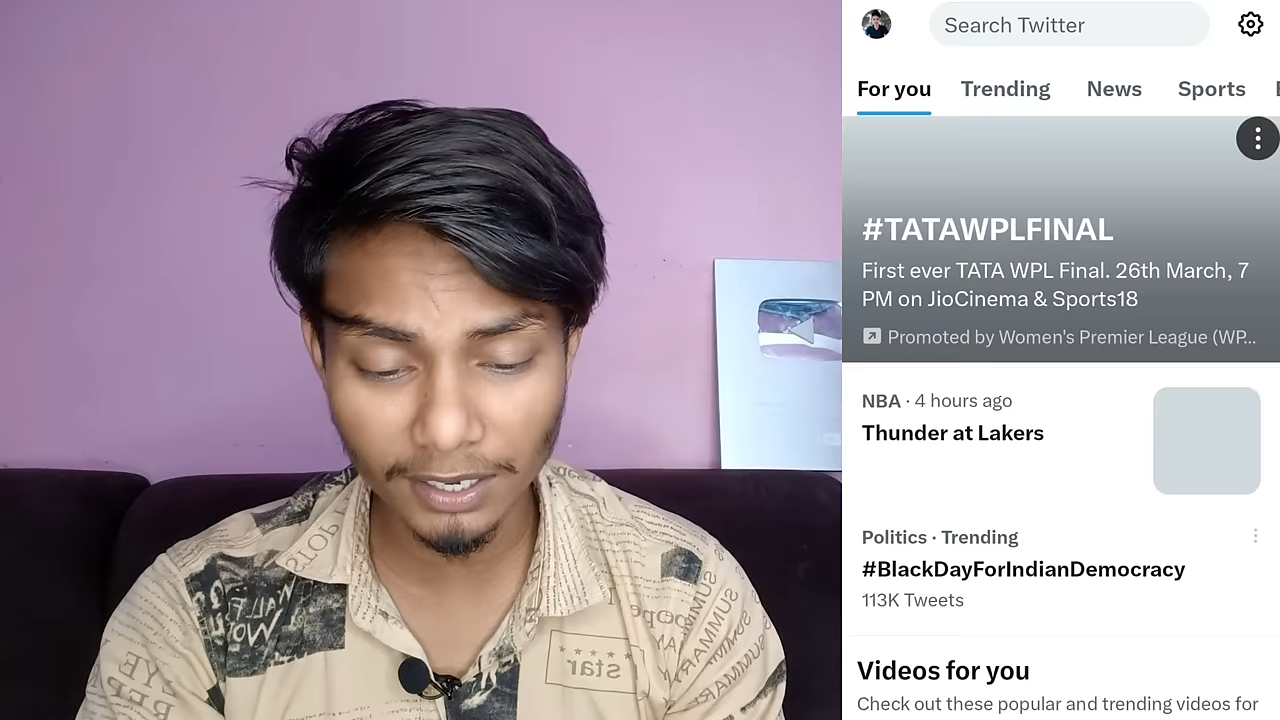 Search Twitter
For you Trending News Sports
#TATAWPLFINAL
First ever TATA WPL Final. 26th March, 7
PM on JioCinema & Sports18
Promoted by Women's Premier League (WP...
NBA · 4 hours ago
Thunder at Lakers
Politics · Trending
#BlackDayForIndianDemocracy
113K Tweets
Videos for you
Check out these popular and trending videos for
star